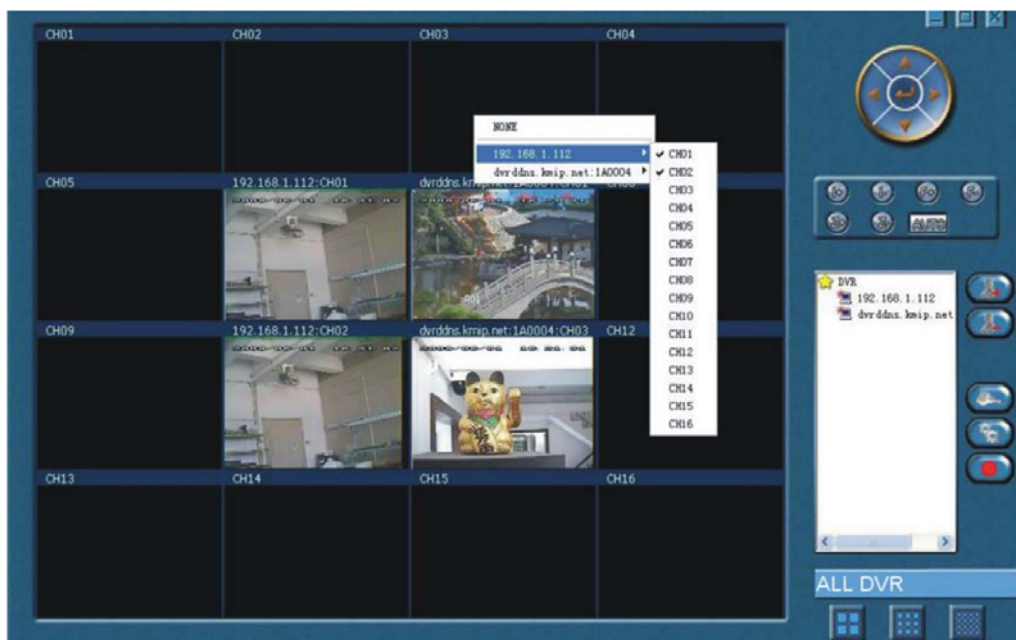 CH01
CH02
CH03
CH04
NONE
192.168.1.112
dvrddns.kmip.net:1A0004
CH01
CH02
CH03
CH04
CH05
CH06
CH07
CH08
CH09
CH10
CH11
CH12
CH13
CH14
CH15
CH16
CH05
192.168.1.112:CH01
CH09
192.168.1.112:CH02
dvrddns.kmip.net:1A0004:CH03
CH12
CH13
CH14
CH15
CH16
AUTO
DVR
192.168.1.112
dvrddns.kmip.net
ALL DVR